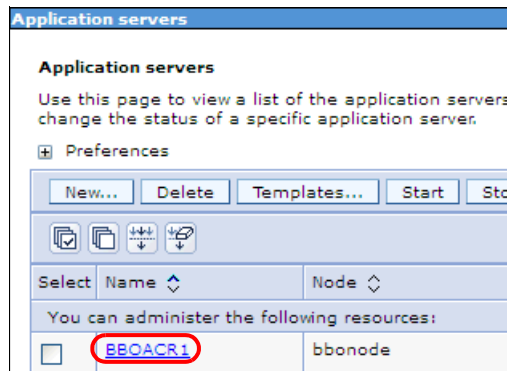 Application servers
Application servers
Use this page to view a list of the application servers
change the status of a specific application server.
Preferences
New... Delete Templates... Start Sto
Select Name Node
You can administer the following resources:
BBOACR1 bbonode